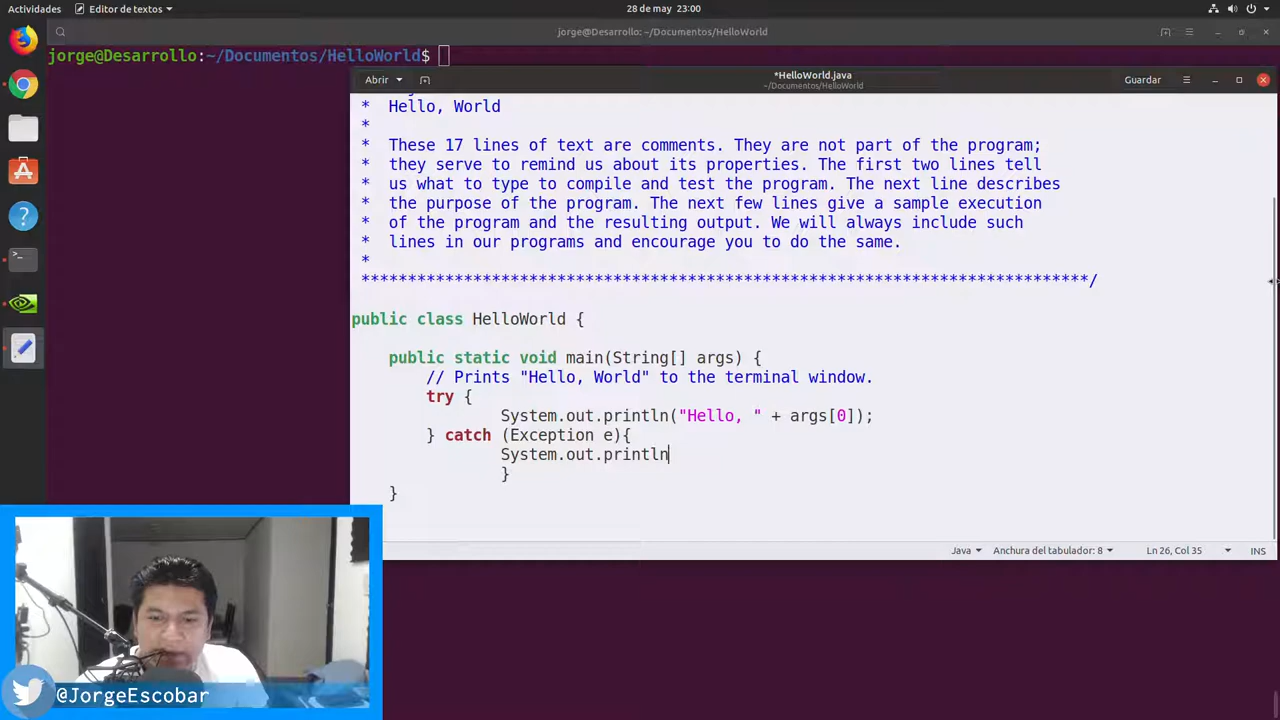 Actividades Editor de textos 28 de may 23:00
jorge@Desarrollo: ~/Documentos/HelloWorld
jorge@Desarrollo:~/Documentos/HelloWorld$
Abrir *HelloWorld.java Guardar
~/Documentos/HelloWorld
* Hello, World
*
* These 17 lines of text are comments. They are not part of the program;
* they serve to remind us about its properties. The first two lines tell
* us what to type to compile and test the program. The next line describes
* the purpose of the program. The next few lines give a sample execution
* of the program and the resulting output. We will always include such
* lines in our programs and encourage you to do the same.
*
******************************************************************************/
public class HelloWorld {
public static void main(String[] args) {
// Prints "Hello, World" to the terminal window.
try {
System.out.println("Hello, " + args[0]);
} catch (Exception e){
System.out.println
}
}
Java Anchura del tabulador: 8 Ln 26, Col 35 INS
@JorgeEscobar